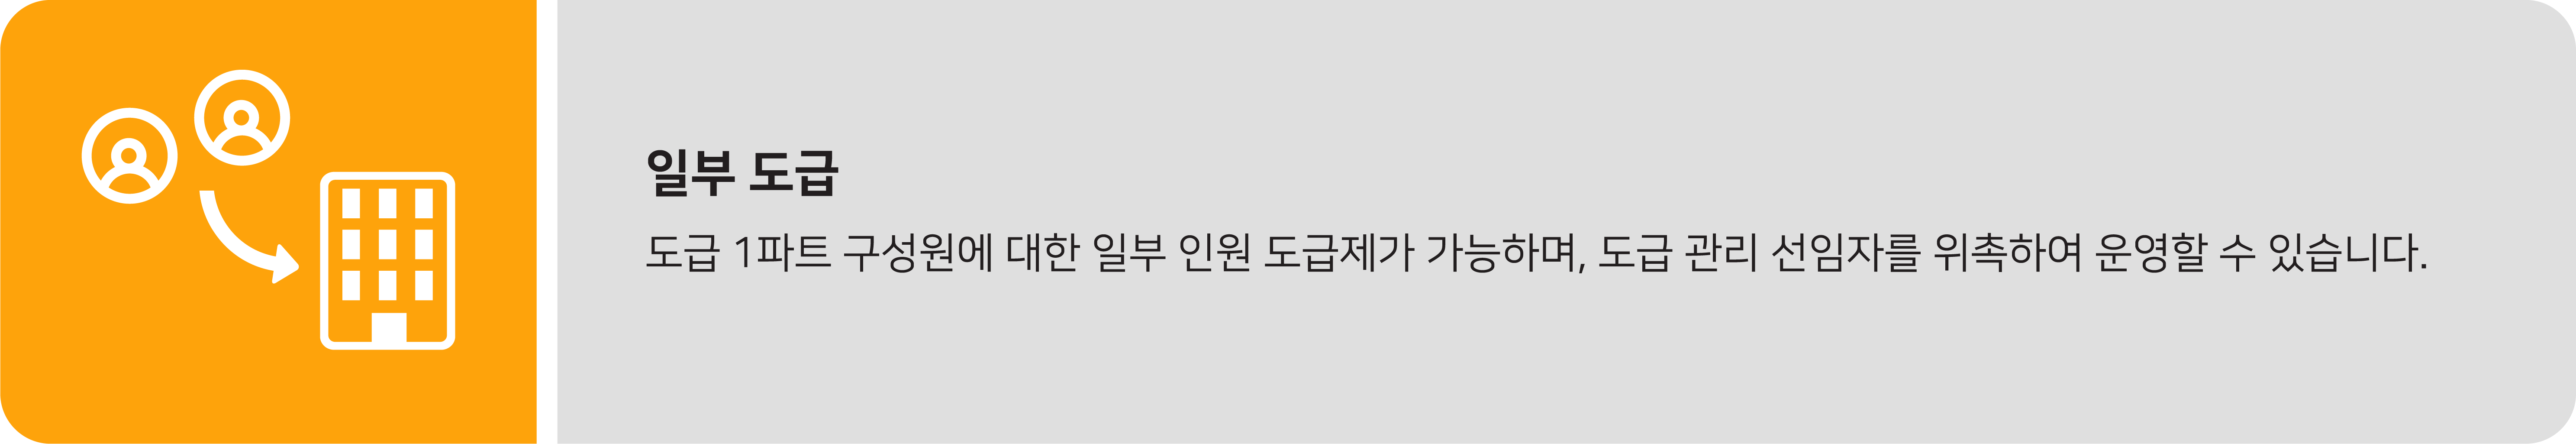 일부 도급
도급 1파트 구성원에 대한 일부 인원 도급제가 가능하며, 도급 관리 선임자를 위촉하여 운영할 수 있습니다.